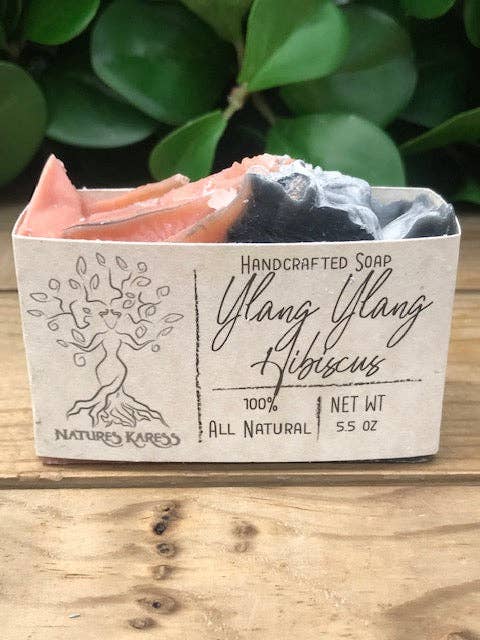 Handcrafted Soap
Ylang Ylang
Hibiscus
100%
All Natural
NET WT
5.5 OZ
Natures Karess